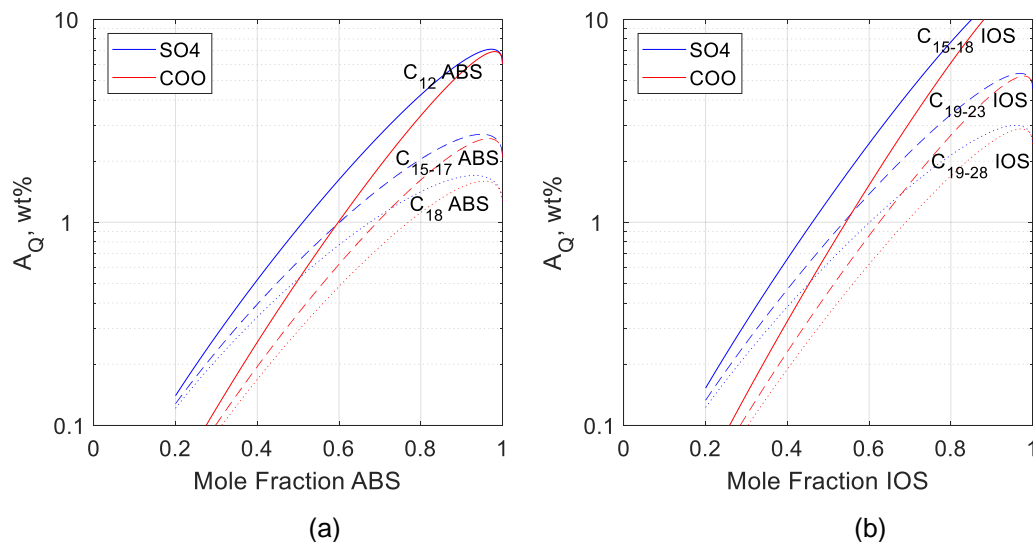 10
SO4
COO
C12 ABS
C15-17 ABS
C18 ABS
1
0.1
AQ, wt%
0
0.2
0.4
0.6
0.8
1
Mole Fraction ABS
(a)
10
SO4
COO
C15-18 IOS
C19-23 IOS
C19-28 IOS
1
0.1
AQ, wt%
0
0.2
0.4
0.6
0.8
1
Mole Fraction IOS
(b)